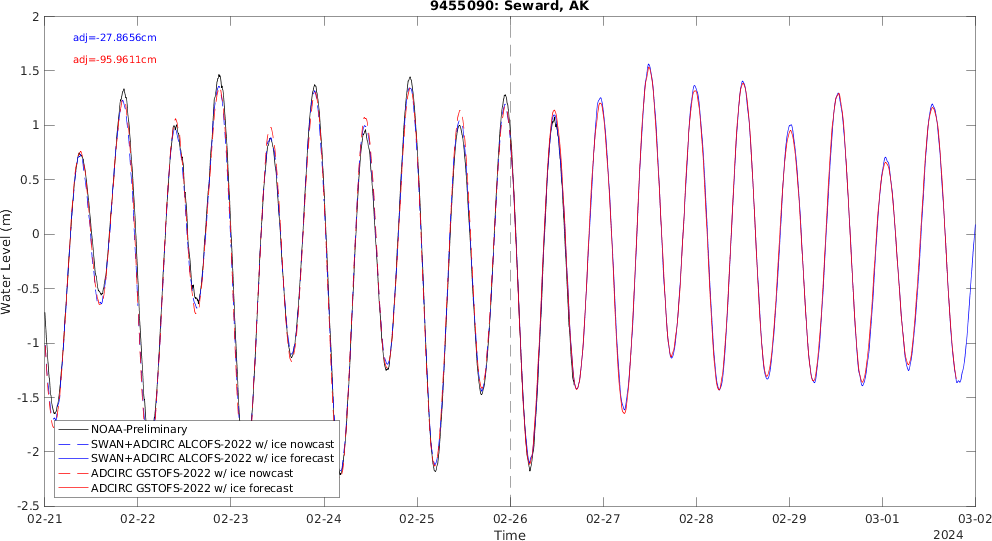 9455090: Seward, AK
adj=-27.8656cm
adj=-95.9611cm
Water Level (m)
2
1.5
1
0.5
0
-0.5
-1
-1.5
-2
-2.5
NOAA-Preliminary
SWAN+ADCIRC ALCOFS-2022 w/ ice nowcast
SWAN+ADCIRC ALCOFS-2022 w/ ice forecast
ADCIRC GSTOFS-2022 w/ ice nowcast
ADCIRC GSTOFS-2022 w/ ice forecast
02-21 02-22 02-23 02-24 02-25 02-26 02-27 02-28 02-29 03-01 03-02
Time
2024